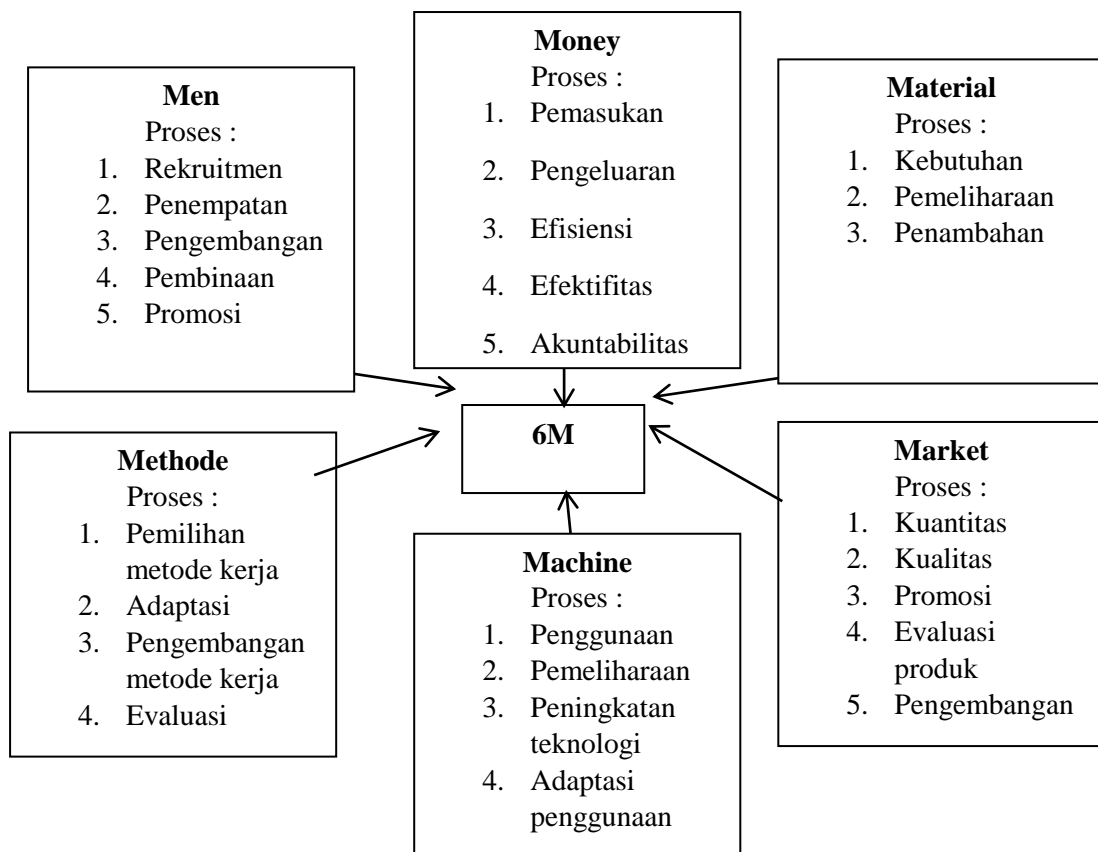 Men
Proses :
1. Rekruitmen
2. Penempatan
3. Pengembangan
4. Pembinaan
5. Promosi
Money
Proses :
1. Pemasukan
2. Pengeluaran
3. Efisiensi
4. Efektifitas
5. Akuntabilitas
Material
Proses :
1. Kebutuhan
2. Pemeliharaan
3. Penambahan
6M
Methode
Proses :
1. Pemilihan
metode kerja
2. Adaptasi
3. Pengembangan
metode kerja
4. Evaluasi
Machine
Proses :
1. Penggunaan
2. Pemeliharaan
3. Peningkatan
teknologi
4. Adaptasi
penggunaan
Market
Proses :
1. Kuantitas
2. Kualitas
3. Promosi
4. Evaluasi
produk
5. Pengembangan